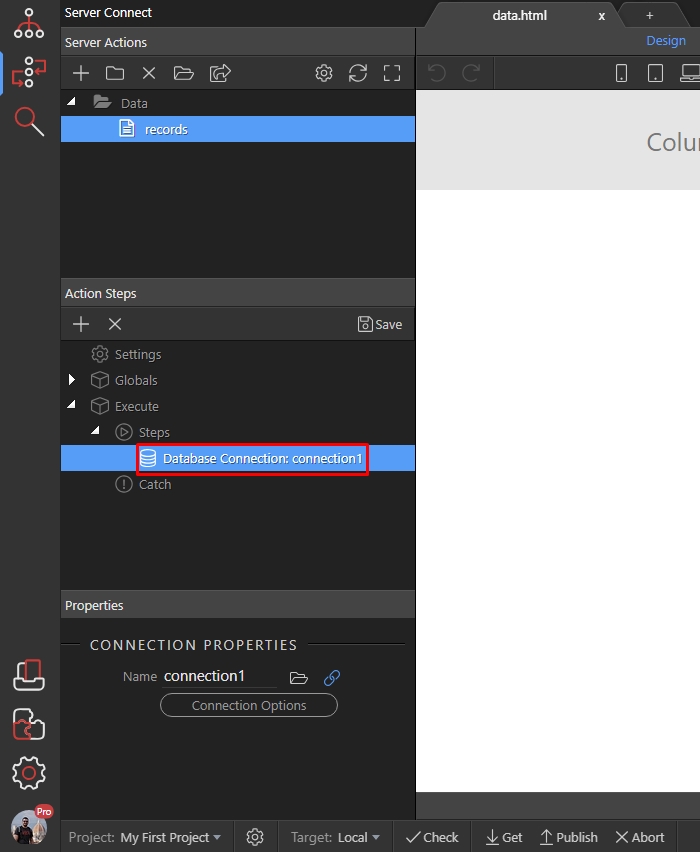 Server Connect
data.html x +
Server Actions
Design
Data
records
Colu
Action Steps
Save
Settings
Globals
Execute
Steps
Database Connection: connection1
Catch
Properties
CONNECTION PROPERTIES
Name connection1
Connection Options
Pro
Project: My First Project Target: Local Check Get Publish Abort